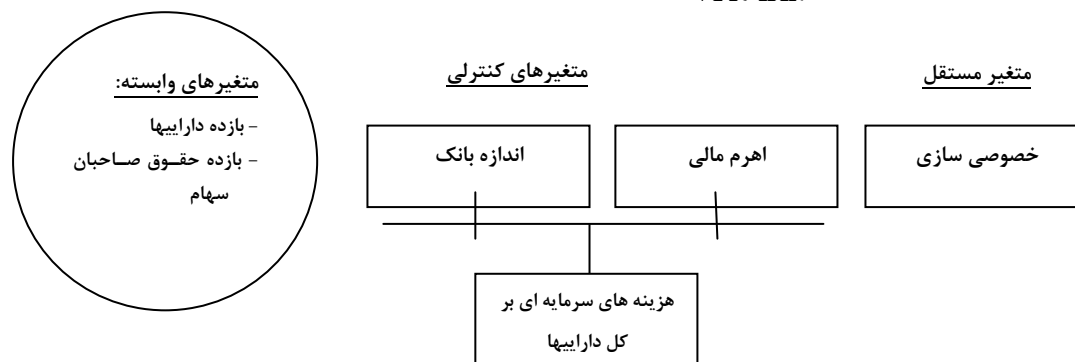 متغیر مستقل
متغیرهای کنترلی
متغیرهای وابسته:
- بازده داراییها
- بازده حقوق صاحبان
سهام
خصوصی سازی
اهرم مالی
اندازه بانک
هزینه های سرمایه ای بر
کل داراییها